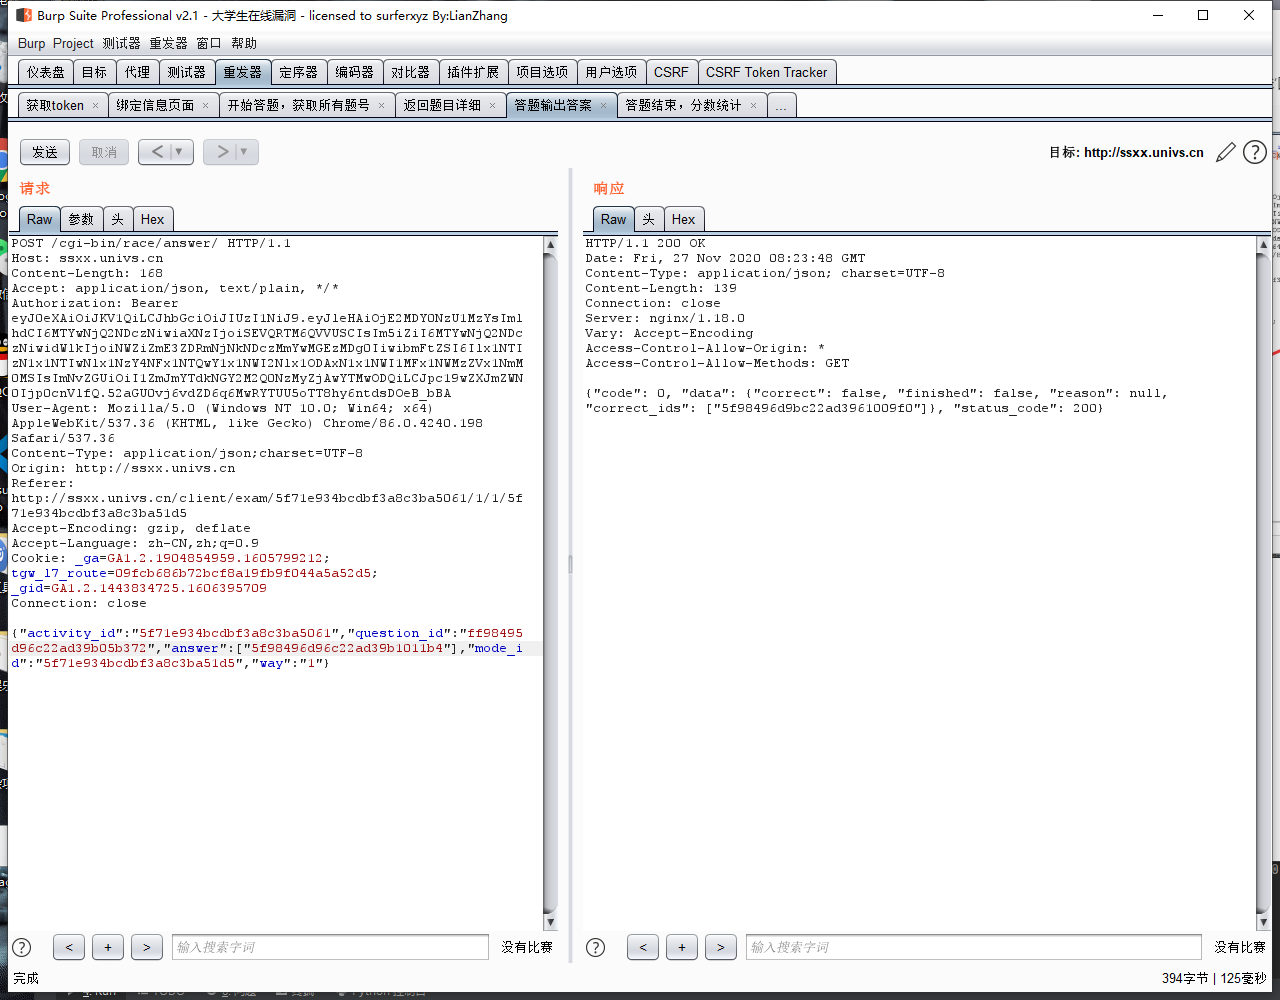 Burp Suite Professional v2.1 - 大学生在线漏洞 - licensed to surferxyz By:LianZhang
Burp Project 测试器 重发器 窗口 帮助
仪表盘 目标 代理 测试器 重发器 定序器 编码器 对比器 插件扩展 项目选项 用户选项 CSRF CSRF Token Tracker
获取token × 绑定信息页面 × 开始答题，获取所有题号 × 返回题目详细 × 答题输出答案 × 答题结束，分数统计 × ...
发送 取消 < ▼ > ▼ 目标: http://ssxx.univs.cn
请求
Raw 参数 头 Hex
POST /cgi-bin/race/answer/ HTTP/1.1
Host: ssxx.univs.cn
Content-Length: 168
Accept: application/json, text/plain, */*
Authorization: Bearer
User-Agent: Mozilla/5.0 (Windows NT 10.0; Win64; x64)
AppleWebKit/537.36 (KHTML, like Gecko) Chrome/86.0.4240.198
Safari/537.36
Content-Type: application/json;charset=UTF-8
Origin: http://ssxx.univs.cn
Referer:
http://ssxx.univs.cn/client/exam/5f71e934bcdbf3a8c3ba5061/1/1/5f
71e934bcdbf3a8c3ba51d5
Accept-Encoding: gzip, deflate
Accept-Language: zh-CN,zh;q=0.9
Cookie: _ga=GA1.2.1904854959.1605799212;
tgw_l7_route=09fcb686b72bcf8a19fb9f044a5a52d5;
_gid=GA1.2.1443834725.1606395709
Connection: close
{"activity_id":"5f71e934bcdbf3a8c3ba5061","question_id":"ff98495
d96c22ad39b05b372","answer":["5f98496d96c22ad39b1011b4"],"mode_i
d":"5f71e934bcdbf3a8c3ba51d5","way":"1"}
? < + > 输入搜索字词 没有比赛
响应
Raw 头 Hex
HTTP/1.1 200 OK
Date: Fri, 27 Nov 2020 08:23:48 GMT
Content-Type: application/json; charset=UTF-8
Content-Length: 139
Connection: close
Server: nginx/1.18.0
Vary: Accept-Encoding
Access-Control-Allow-Origin: *
Access-Control-Allow-Methods: GET
{"code": 0, "data": {"correct": false, "finished": false, "reason": null,
"correct_ids": ["5f98496d9bc22ad3961009f0"]}, "status_code": 200}
? < + > 输入搜索字词 没有比赛
完成 394字节 | 125毫秒